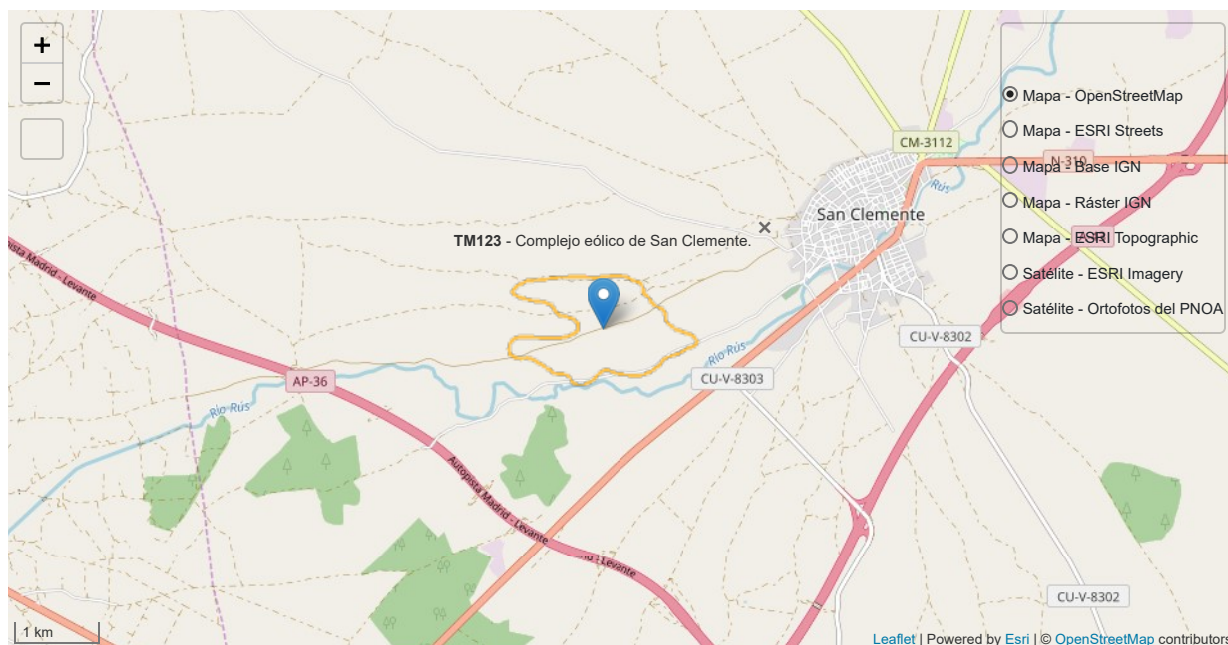 +
−
Mapa - OpenStreetMap
Mapa - ESRI Streets
CM-3112
N-310
Mapa - Base IGN
Rús
Mapa - Ráster IGN
San Clemente
TM123 - Complejo eólico de San Clemente.
×
Mapa - ESRI Topographic
Satélite - ESRI Imagery
Satélite - Ortofotos del PNOA
Autopista Madrid - Levante
CU-V-8302
Río Rús
AP-36
CU-V-8303
Río Rús
Autopista Madrid - Levante
Levante
CU-V-8302
1 km
Leaflet | Powered by Esri | © OpenStreetMap contributors